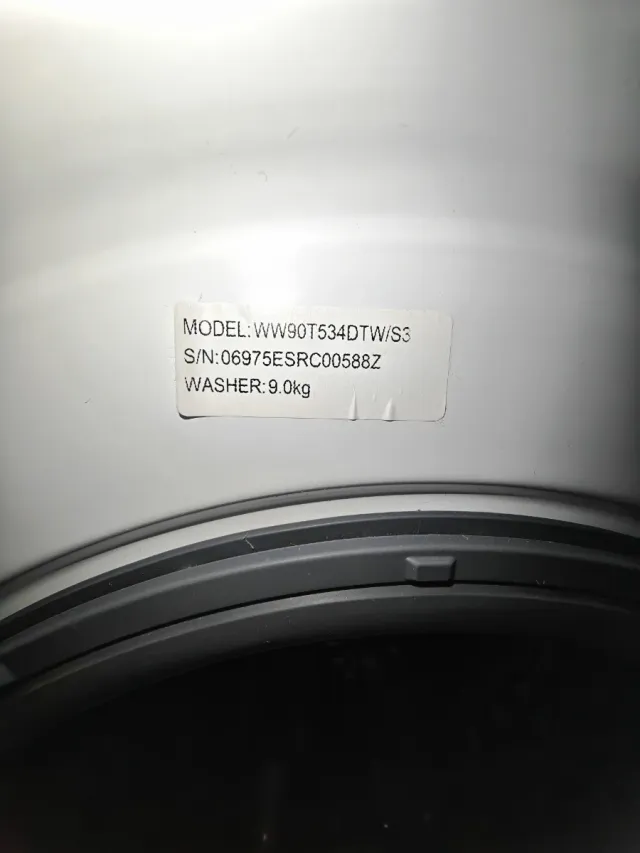 MODEL:WW90T534DTW/S3
S/N:06975ESRC00588Z
WASHER:9.0kg